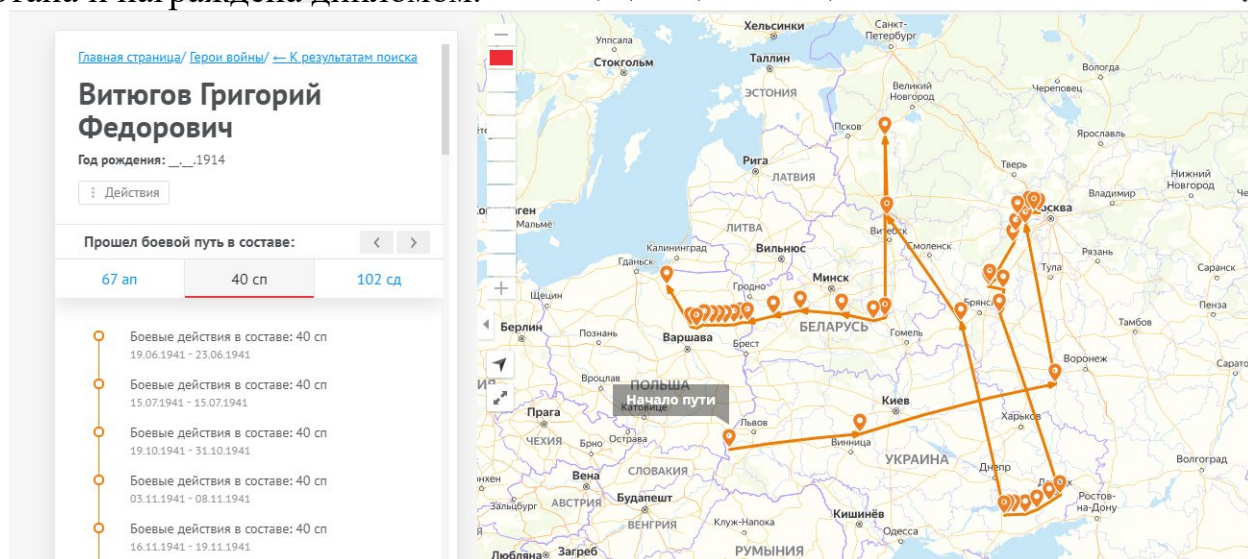 и награждена дипломом.
Главная страница/ Герои войны/ ← К результатам поиска
Витюгов Григорий
Федорович
Год рождения: __.__.1914
Действия
Прошел боевой путь в составе:
67 ап
40 сп
102 сд
Боевые действия в составе: 40 сп
19.06.1941 - 23.06.1941
Боевые действия в составе: 40 сп
15.07.1941 - 15.07.1941
Боевые действия в составе: 40 сп
19.10.1941 - 31.10.1941
Боевые действия в составе: 40 сп
03.11.1941 - 08.11.1941
Боевые действия в составе: 40 сп
16.11.1941 - 19.11.1941
Хельсинки
Санкт-
Петербург
Уппсала
Стокгольм
Таллин
Вологда
Череповец
ЭСТОНИЯ
Великий
Новгород
Псков
Ярославль
Рига
ЛАТВИЯ
Тверь
Нижний
Новгород
Владимир
Мальмё
ЛИТВА
Витебск
Калининград
Вильнюс
Смоленск
Рязань
Гданьск
Минск
Тула
Саранск
Гродно
Щецин
Брянск
Пенза
БЕЛАРУСЬ
Гомель
Тамбов
Берлин
Познань
Варшава
Брест
Воронеж
Вроцлав
ПОЛЬША
Начало пути
Катовице
Киев
Прага
Львов
Харьков
ЧЕХИЯ
Брно
Острава
Винница
УКРАИНА
Волгоград
СЛОВАКИЯ
Днепр
Вена
Зальцбург
АВСТРИЯ
Будапешт
Ростов-
на-Дону
ВЕНГРИЯ
Клуж-Напока
Кишинёв
Одесса
Любляна
Загреб
РУМЫНИЯ